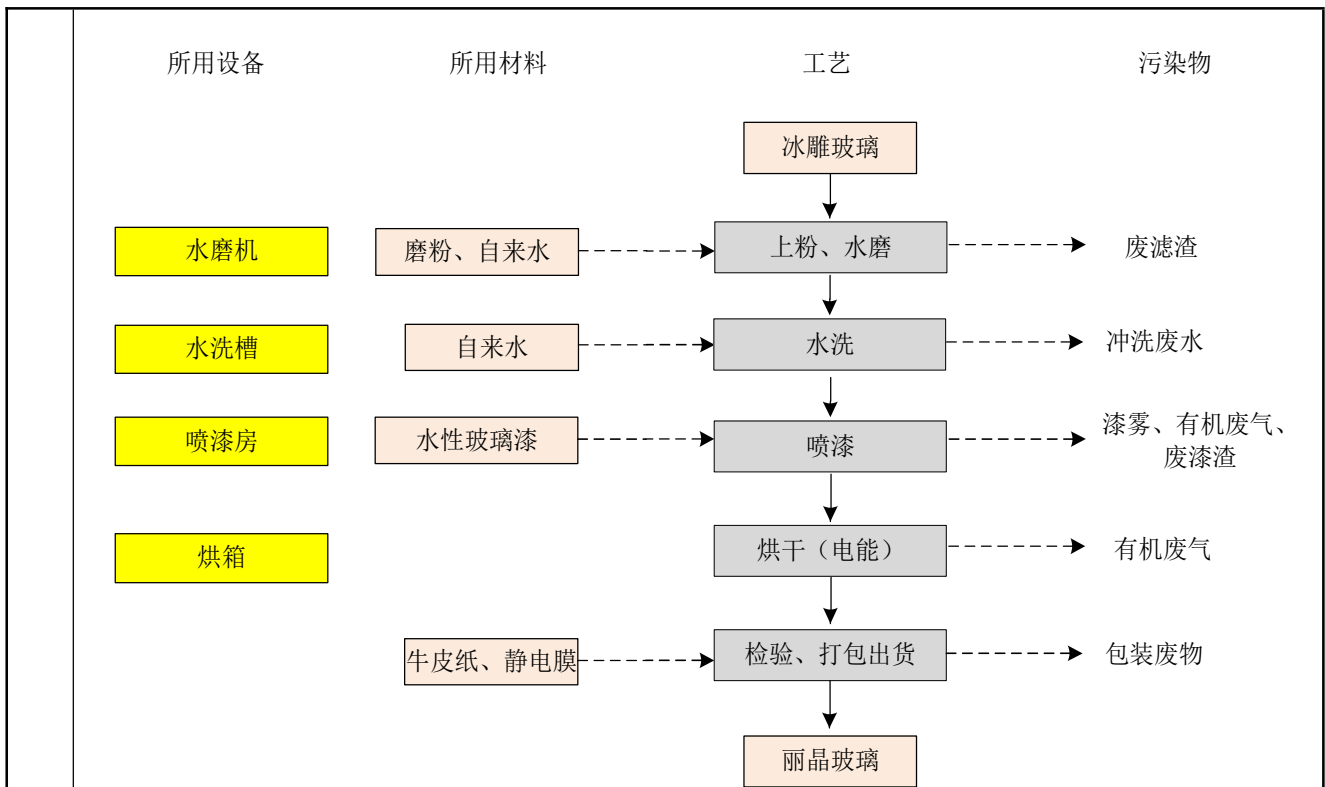 所用设备 所用材料 工艺 污染物
冰雕玻璃
水磨机 磨粉、自来水 上粉、水磨 废滤渣
水洗槽 自来水 水洗 冲洗废水
喷漆房 水性玻璃漆 喷漆 漆雾、有机废气、
废漆渣
烘箱 烘干（电能） 有机废气
牛皮纸、静电膜 检验、打包出货 包装废物
丽晶玻璃